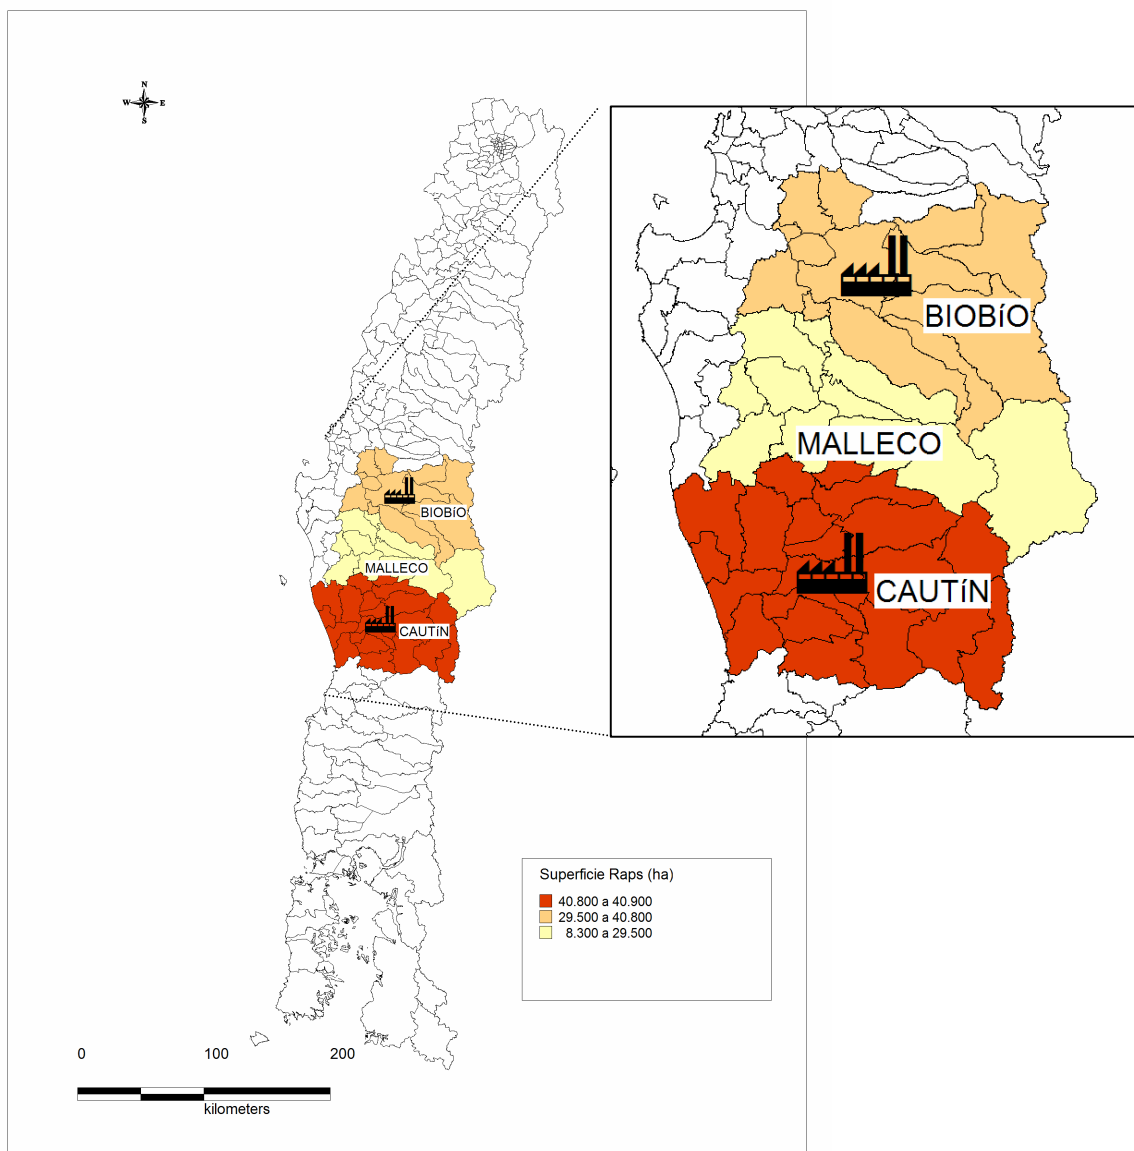 N
W E
S
BIOBíO
MALLECO
CAUTíN
BIOBíO
MALLECO
CAUTíN
Superficie Raps (ha)
40.800 a 40.900
29.500 a 40.800
8.300 a 29.500
0 100 200
kilometers